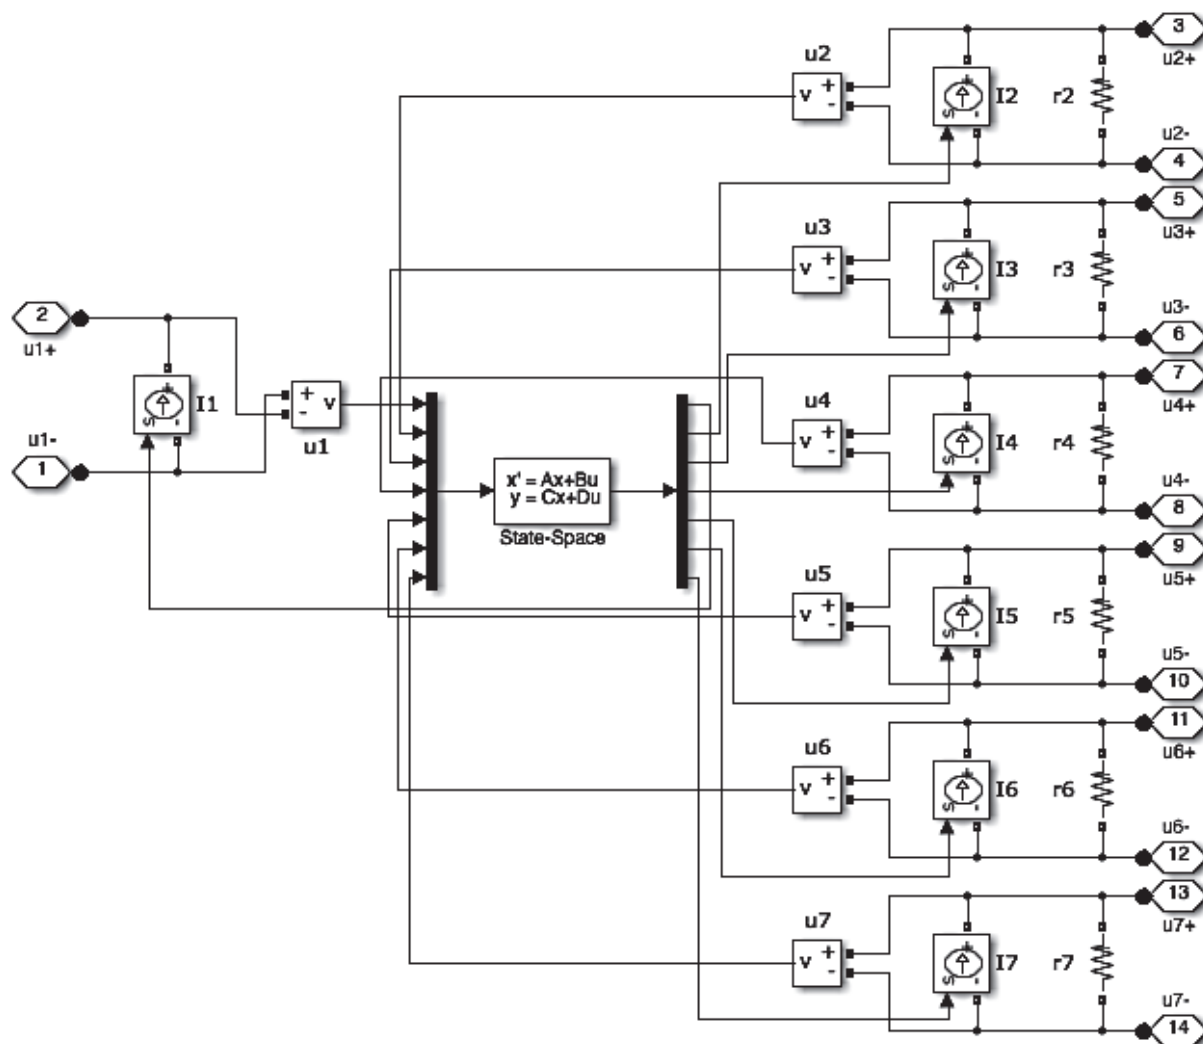 3
u2+
u2
v
+
-
+
I2
r2
S
-
u2-
4
5
u3+
u3
v
+
-
+
I3
r3
S
-
u3-
6
2
u1+
+
I1
S
-
+
-
v
u1
u1-
1
x' = Ax+Bu
y = Cx+Du
State-Space
7
u4+
u4
v
+
-
+
I4
r4
S
-
u4-
8
9
u5+
u5
v
+
-
+
I5
r5
S
-
u5-
10
11
u6+
u6
v
+
-
+
I6
r6
S
-
u6-
12
13
u7+
u7
v
+
-
+
I7
r7
S
-
u7-
14